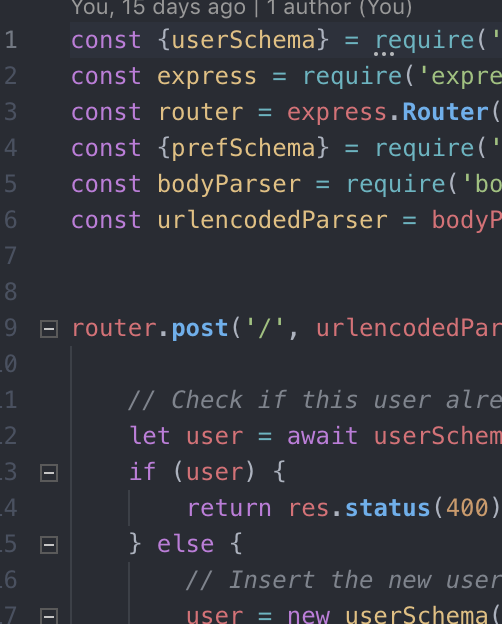 You, 15 days ago | 1 author (You)
1 const {userSchema} = require('
2 const express = require('expre
3 const router = express.Router(
4 const {prefSchema} = require('
5 const bodyParser = require('bo
6 const urlencodedParser = bodyP
7
8
9 router.post('/', urlencodedPar
10
11 // Check if this user alre
12 let user = await userSchem
13 if (user) {
14 return res.status(400)
15 } else {
16 // Insert the new user
17 user = new userSchema(